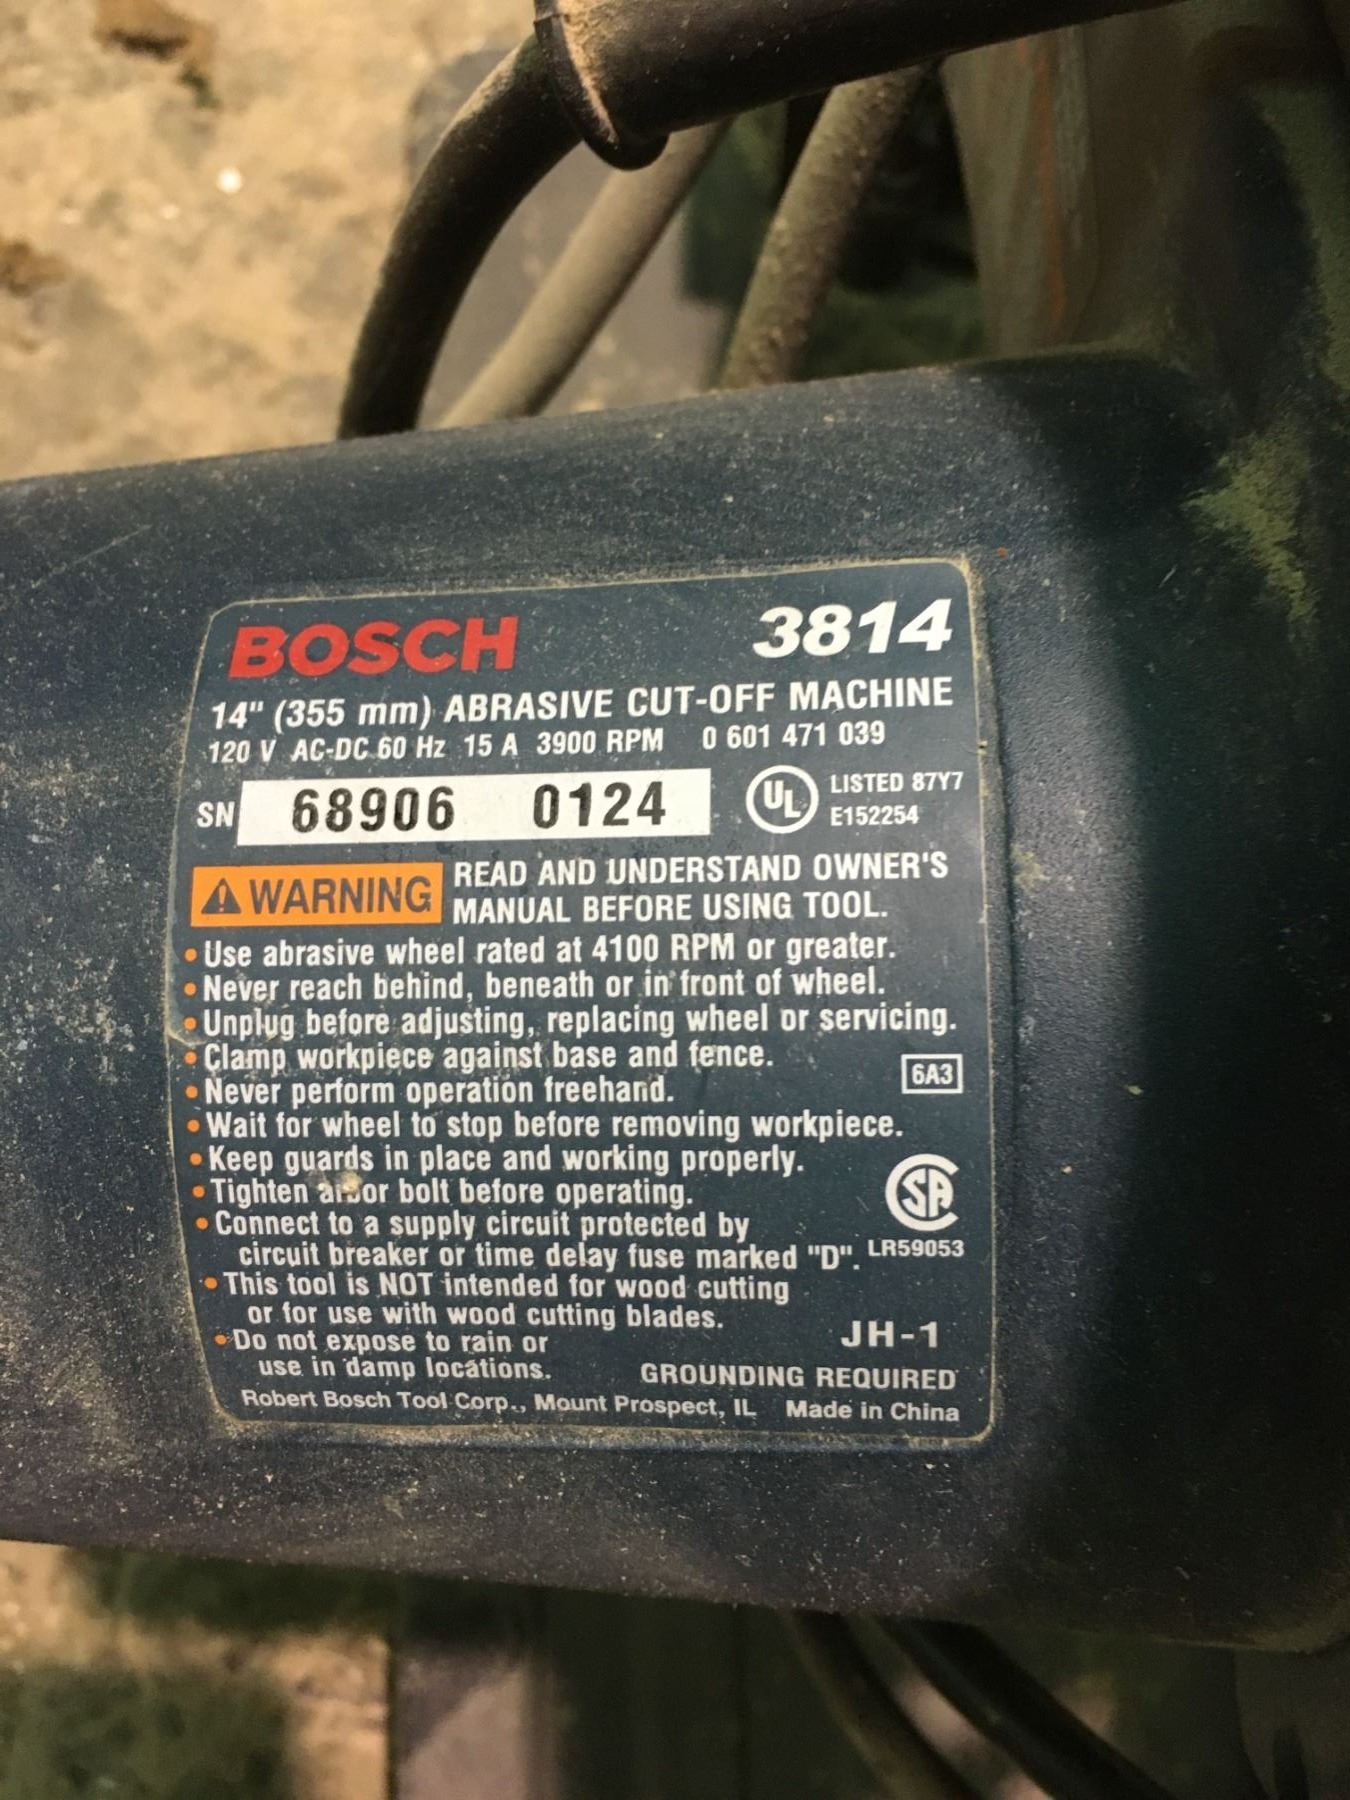 BOSCH 3814
14" (355 mm) ABRASIVE CUT-OFF MACHINE
120 V AC-DC 60 Hz 15 A 3900 RPM 0 601 471 039
SN 68906 0124
UL LISTED 87Y7
E152254
WARNING READ AND UNDERSTAND OWNER'S
MANUAL BEFORE USING TOOL.
• Use abrasive wheel rated at 4100 RPM or greater.
• Never reach behind, beneath or in front of wheel.
• Unplug before adjusting, replacing wheel or servicing.
• Clamp workpiece against base and fence.
6A3
• Never perform operation freehand.
• Wait for wheel to stop before removing workpiece.
• Keep guards in place and working properly.
• Tighten arbor bolt before operating.
SA
• Connect to a supply circuit protected by
circuit breaker or time delay fuse marked "D". LR59053
• This tool is NOT intended for wood cutting
or for use with wood cutting blades.
• Do not expose to rain or
JH-1
use in damp locations. GROUNDING REQUIRED
Robert Bosch Tool Corp., Mount Prospect, IL Made in China